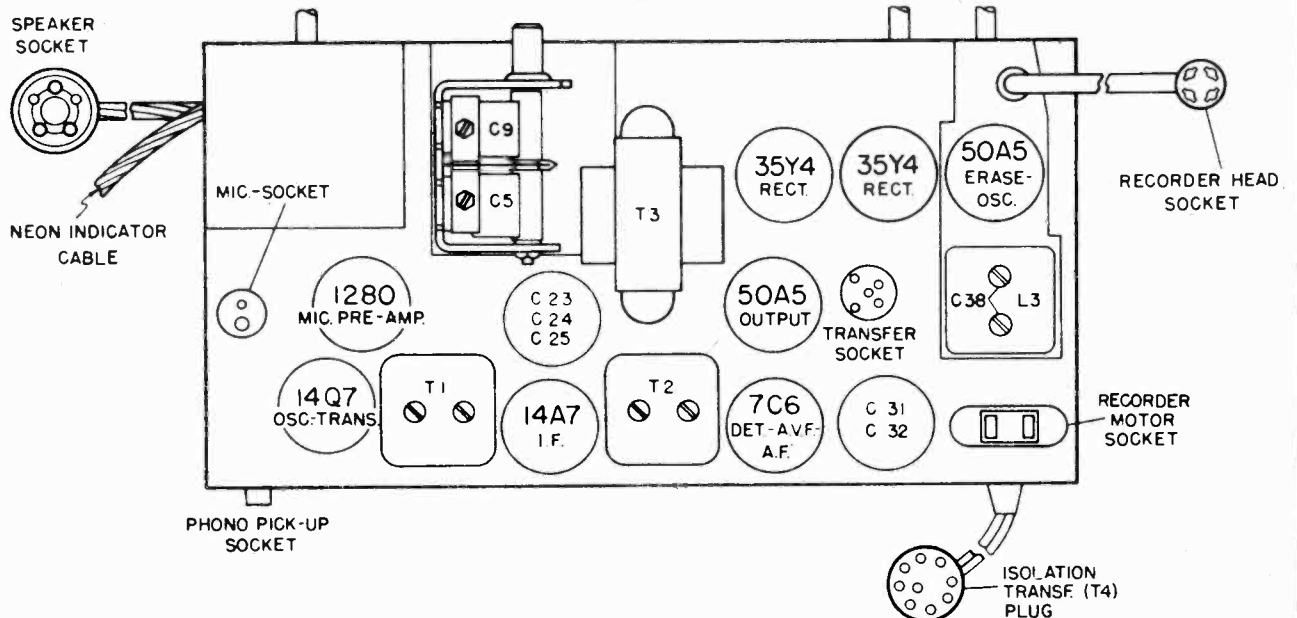 SPEAKER
SOCKET
NEON INDICATOR
CABLE
MIC.-SOCKET
C9
C5
T3
35Y4
RECT.
35Y4
RECT.
50A5
ERASE-
OSC.
RECORDER HEAD
SOCKET
1280
MIC. PRE-AMP.
C 23
C 24
C 25
50A5
OUTPUT
TRANSFER
SOCKET
C38 L3
14Q7
OSC.-TRANS.
T1
14A7
I.F.
T2
7C6
DET.-A.V.F.-
A.F.
C 31
C 32
RECORDER
MOTOR
SOCKET
PHONO PICK-UP
SOCKET
ISOLATION
TRANSF. (T4)
PLUG